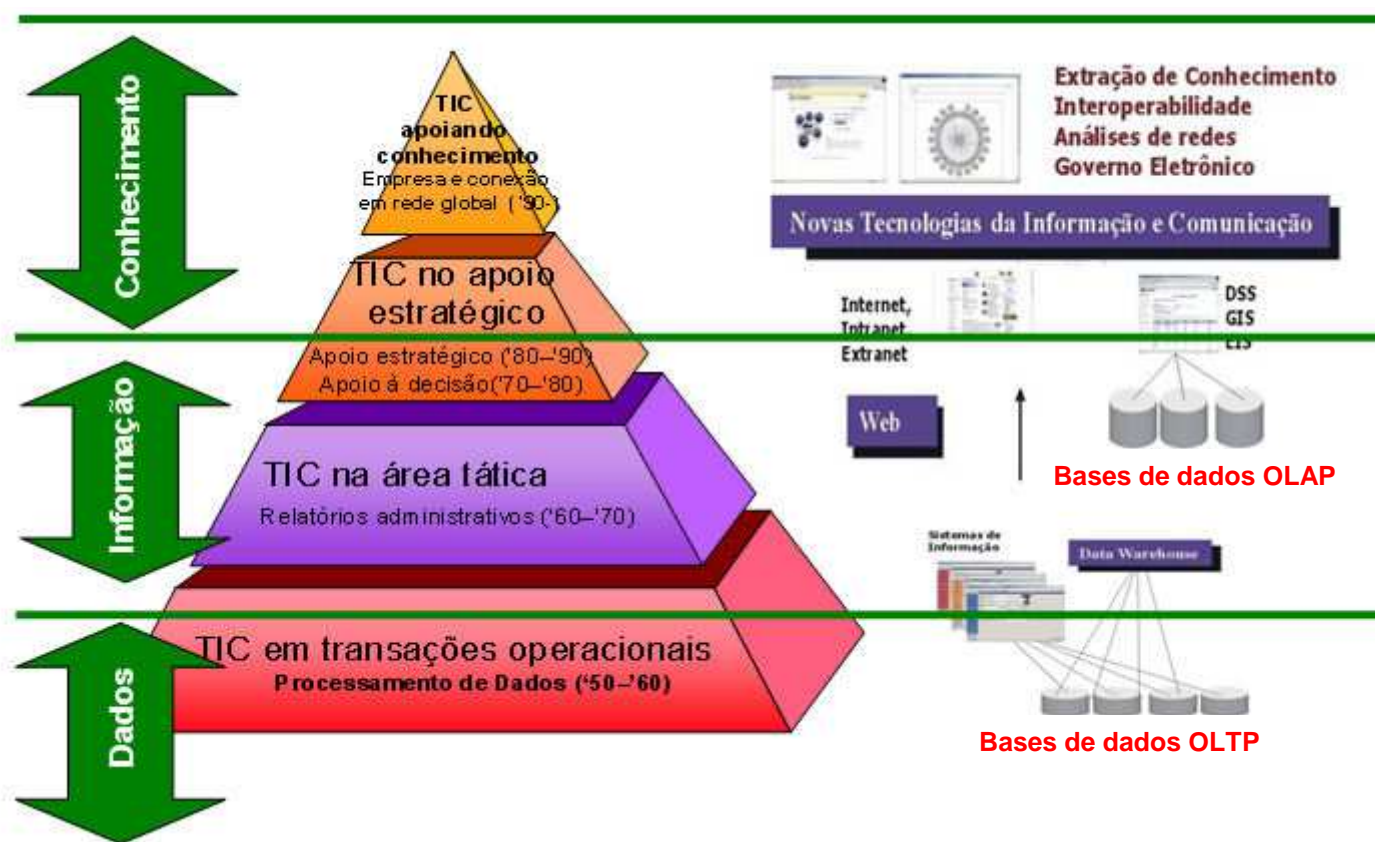 Conhecimento
Informação
Dados
TIC
apoiando
conhecimento
Empresa e conexão
em rede global ('90-)
TIC no apoio
estratégico
Apoio estratégico ('80–'90)
Apoio à decisão('70–'80)
TIC na área tática
Relatórios administrativos ('60–'70)
TIC em transações operacionais
Processamento de Dados ('50–'60)
Extração de Conhecimento
Interoperabilidade
Análises de redes
Governo Eletrônico
Novas Tecnologias da Informação e Comunicação
Internet,
Intranet
Extranet
DSS
GIS
Web
Bases de dados OLAP
Sistemas de
Informação
Data Warehouse
Bases de dados OLTP